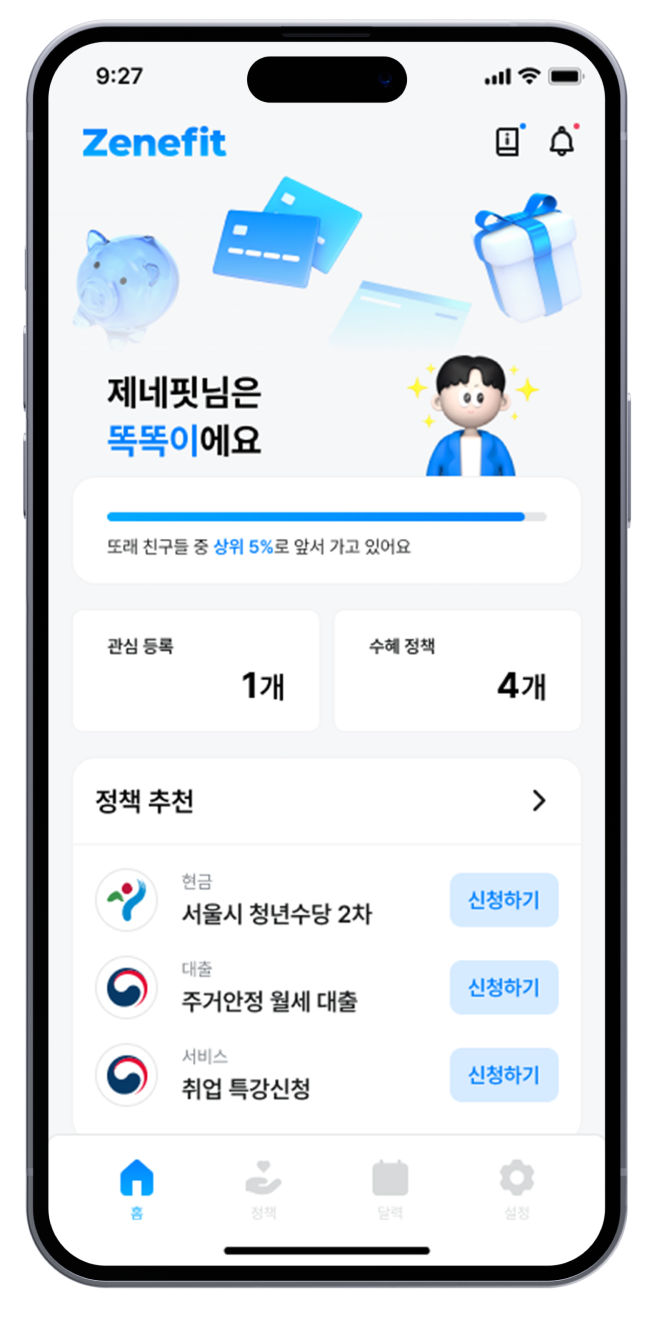 9:27
Zenefit
제네핏님은
똑똑이에요
또래 친구들 중 상위 5%로 앞서 가고 있어요
관심 등록
1개
수혜 정책
4개
정책 추천
현금
서울시 청년수당 2차
신청하기
대출
주거안정 월세 대출
신청하기
서비스
취업 특강신청
신청하기
홈
정책
달력
설정